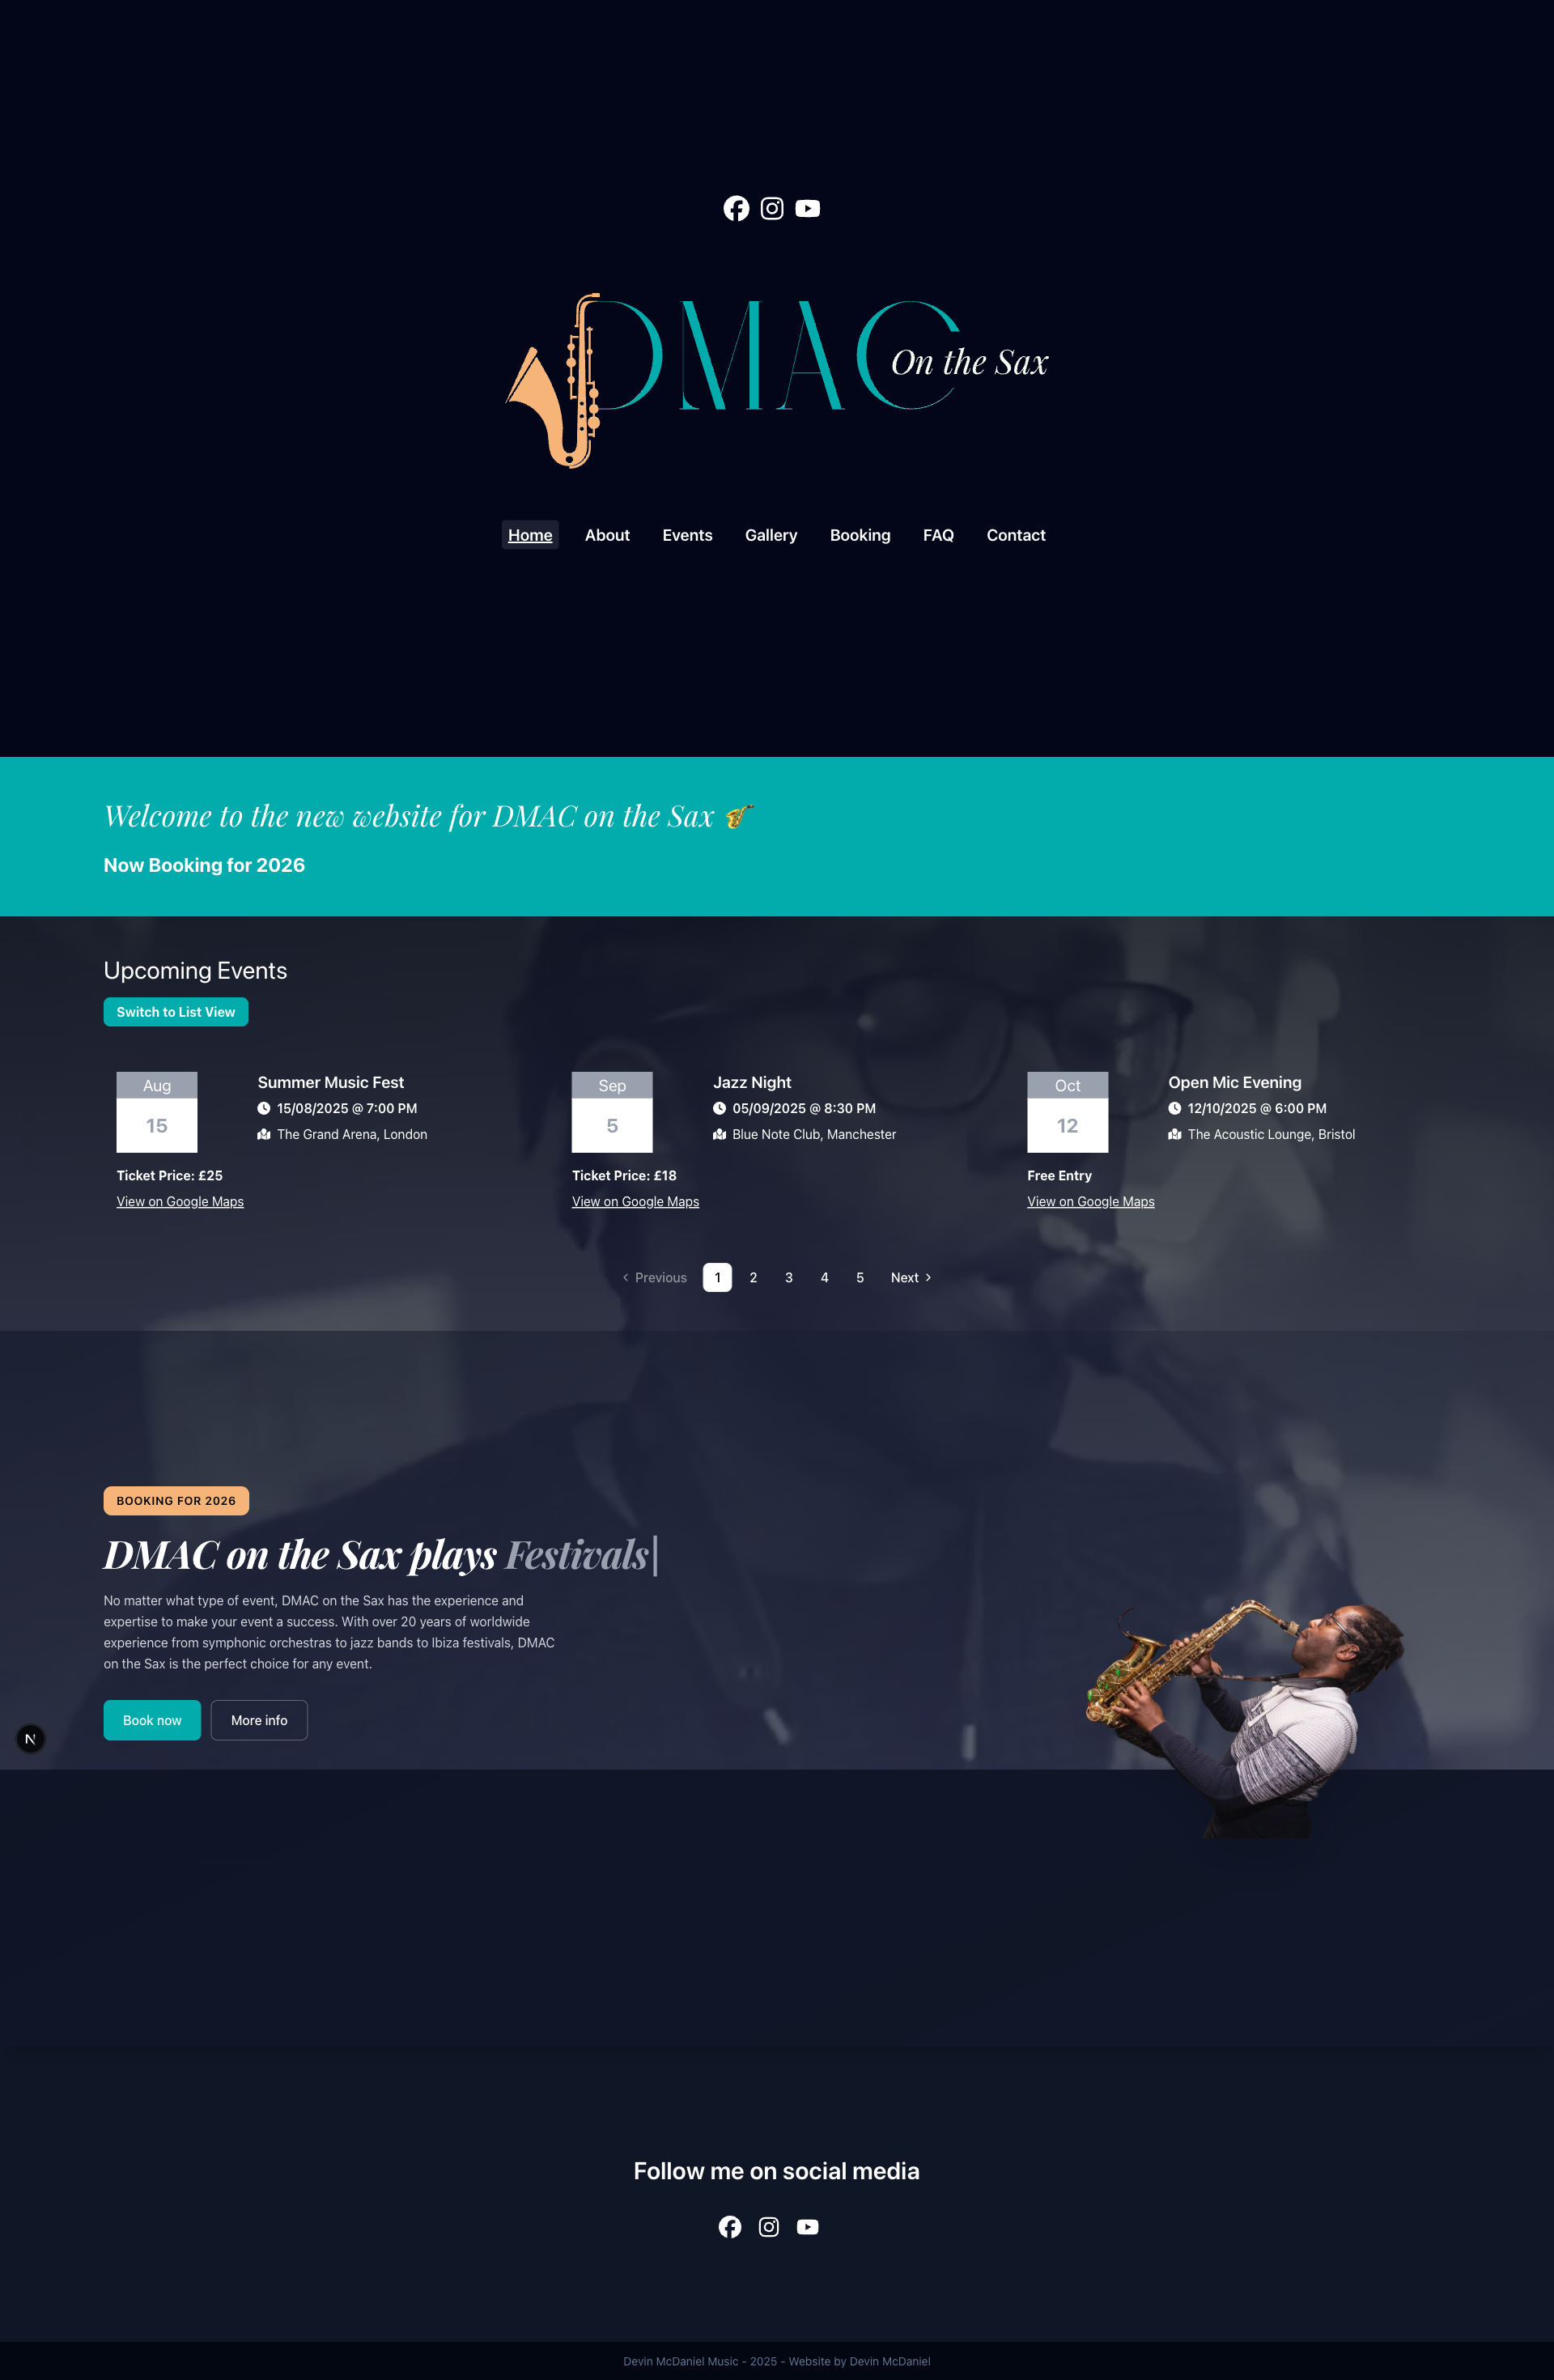 DMAC
On the Sax
Home About Events Gallery Booking FAQ Contact
Welcome to the new website for DMAC on the Sax 🎷
Now Booking for 2026
Upcoming Events
Switch to List View
Aug
15
Summer Music Fest
15/08/2025 @ 7:00 PM
The Grand Arena, London
Ticket Price: £25
View on Google Maps
Sep
5
Jazz Night
05/09/2025 @ 8:30 PM
Blue Note Club, Manchester
Ticket Price: £18
View on Google Maps
Oct
12
Open Mic Evening
12/10/2025 @ 6:00 PM
The Acoustic Lounge, Bristol
Free Entry
View on Google Maps
Previous 1 2 3 4 5 Next
BOOKING FOR 2026
DMAC on the Sax plays Festivals|
No matter what type of event, DMAC on the Sax has the experience and
expertise to make your event a success. With over 20 years of worldwide
experience from symphonic orchestras to jazz bands to Ibiza festivals, DMAC
on the Sax is the perfect choice for any event.
Book now More info
N
Follow me on social media
Devin McDaniel Music - 2025 - Website by Devin McDaniel